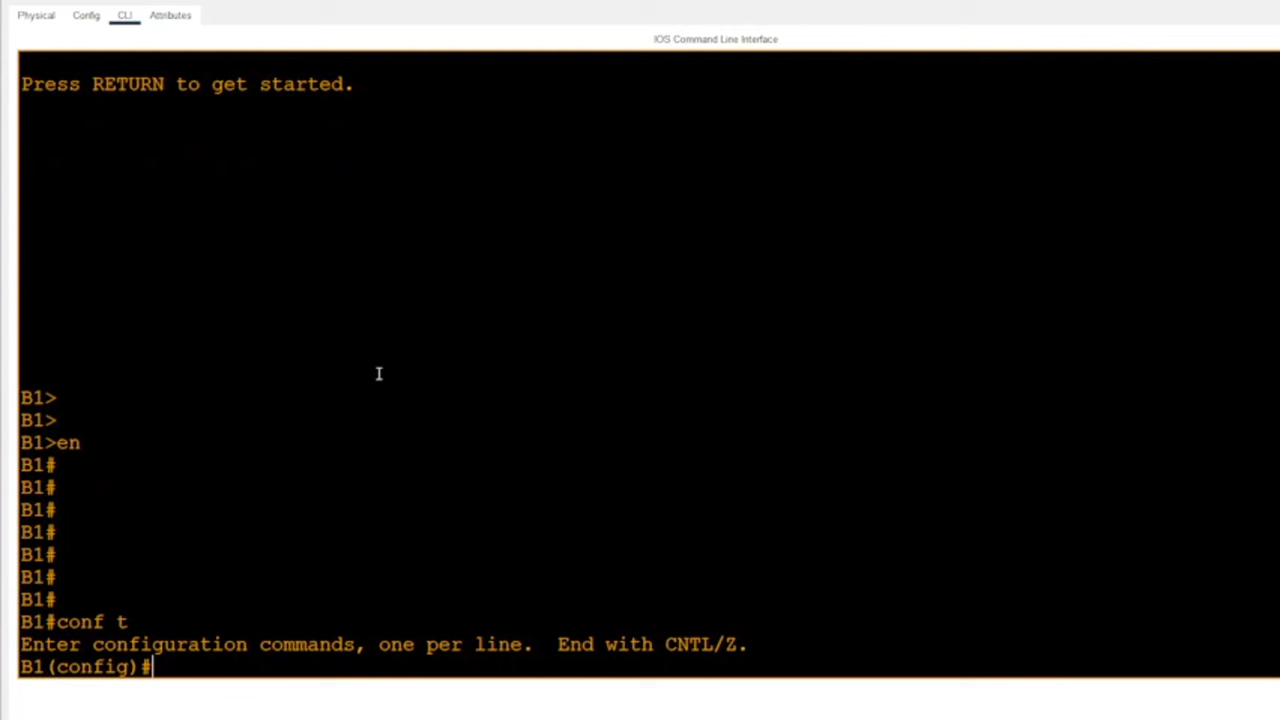 Physical Config CLI Attributes
IOS Command Line Interface
Press RETURN to get started.
B1>
B1>
B1>en
B1#
B1#
B1#
B1#
B1#
B1#
B1#
B1#conf t
Enter configuration commands, one per line.  End with CNTL/Z.
B1(config)#